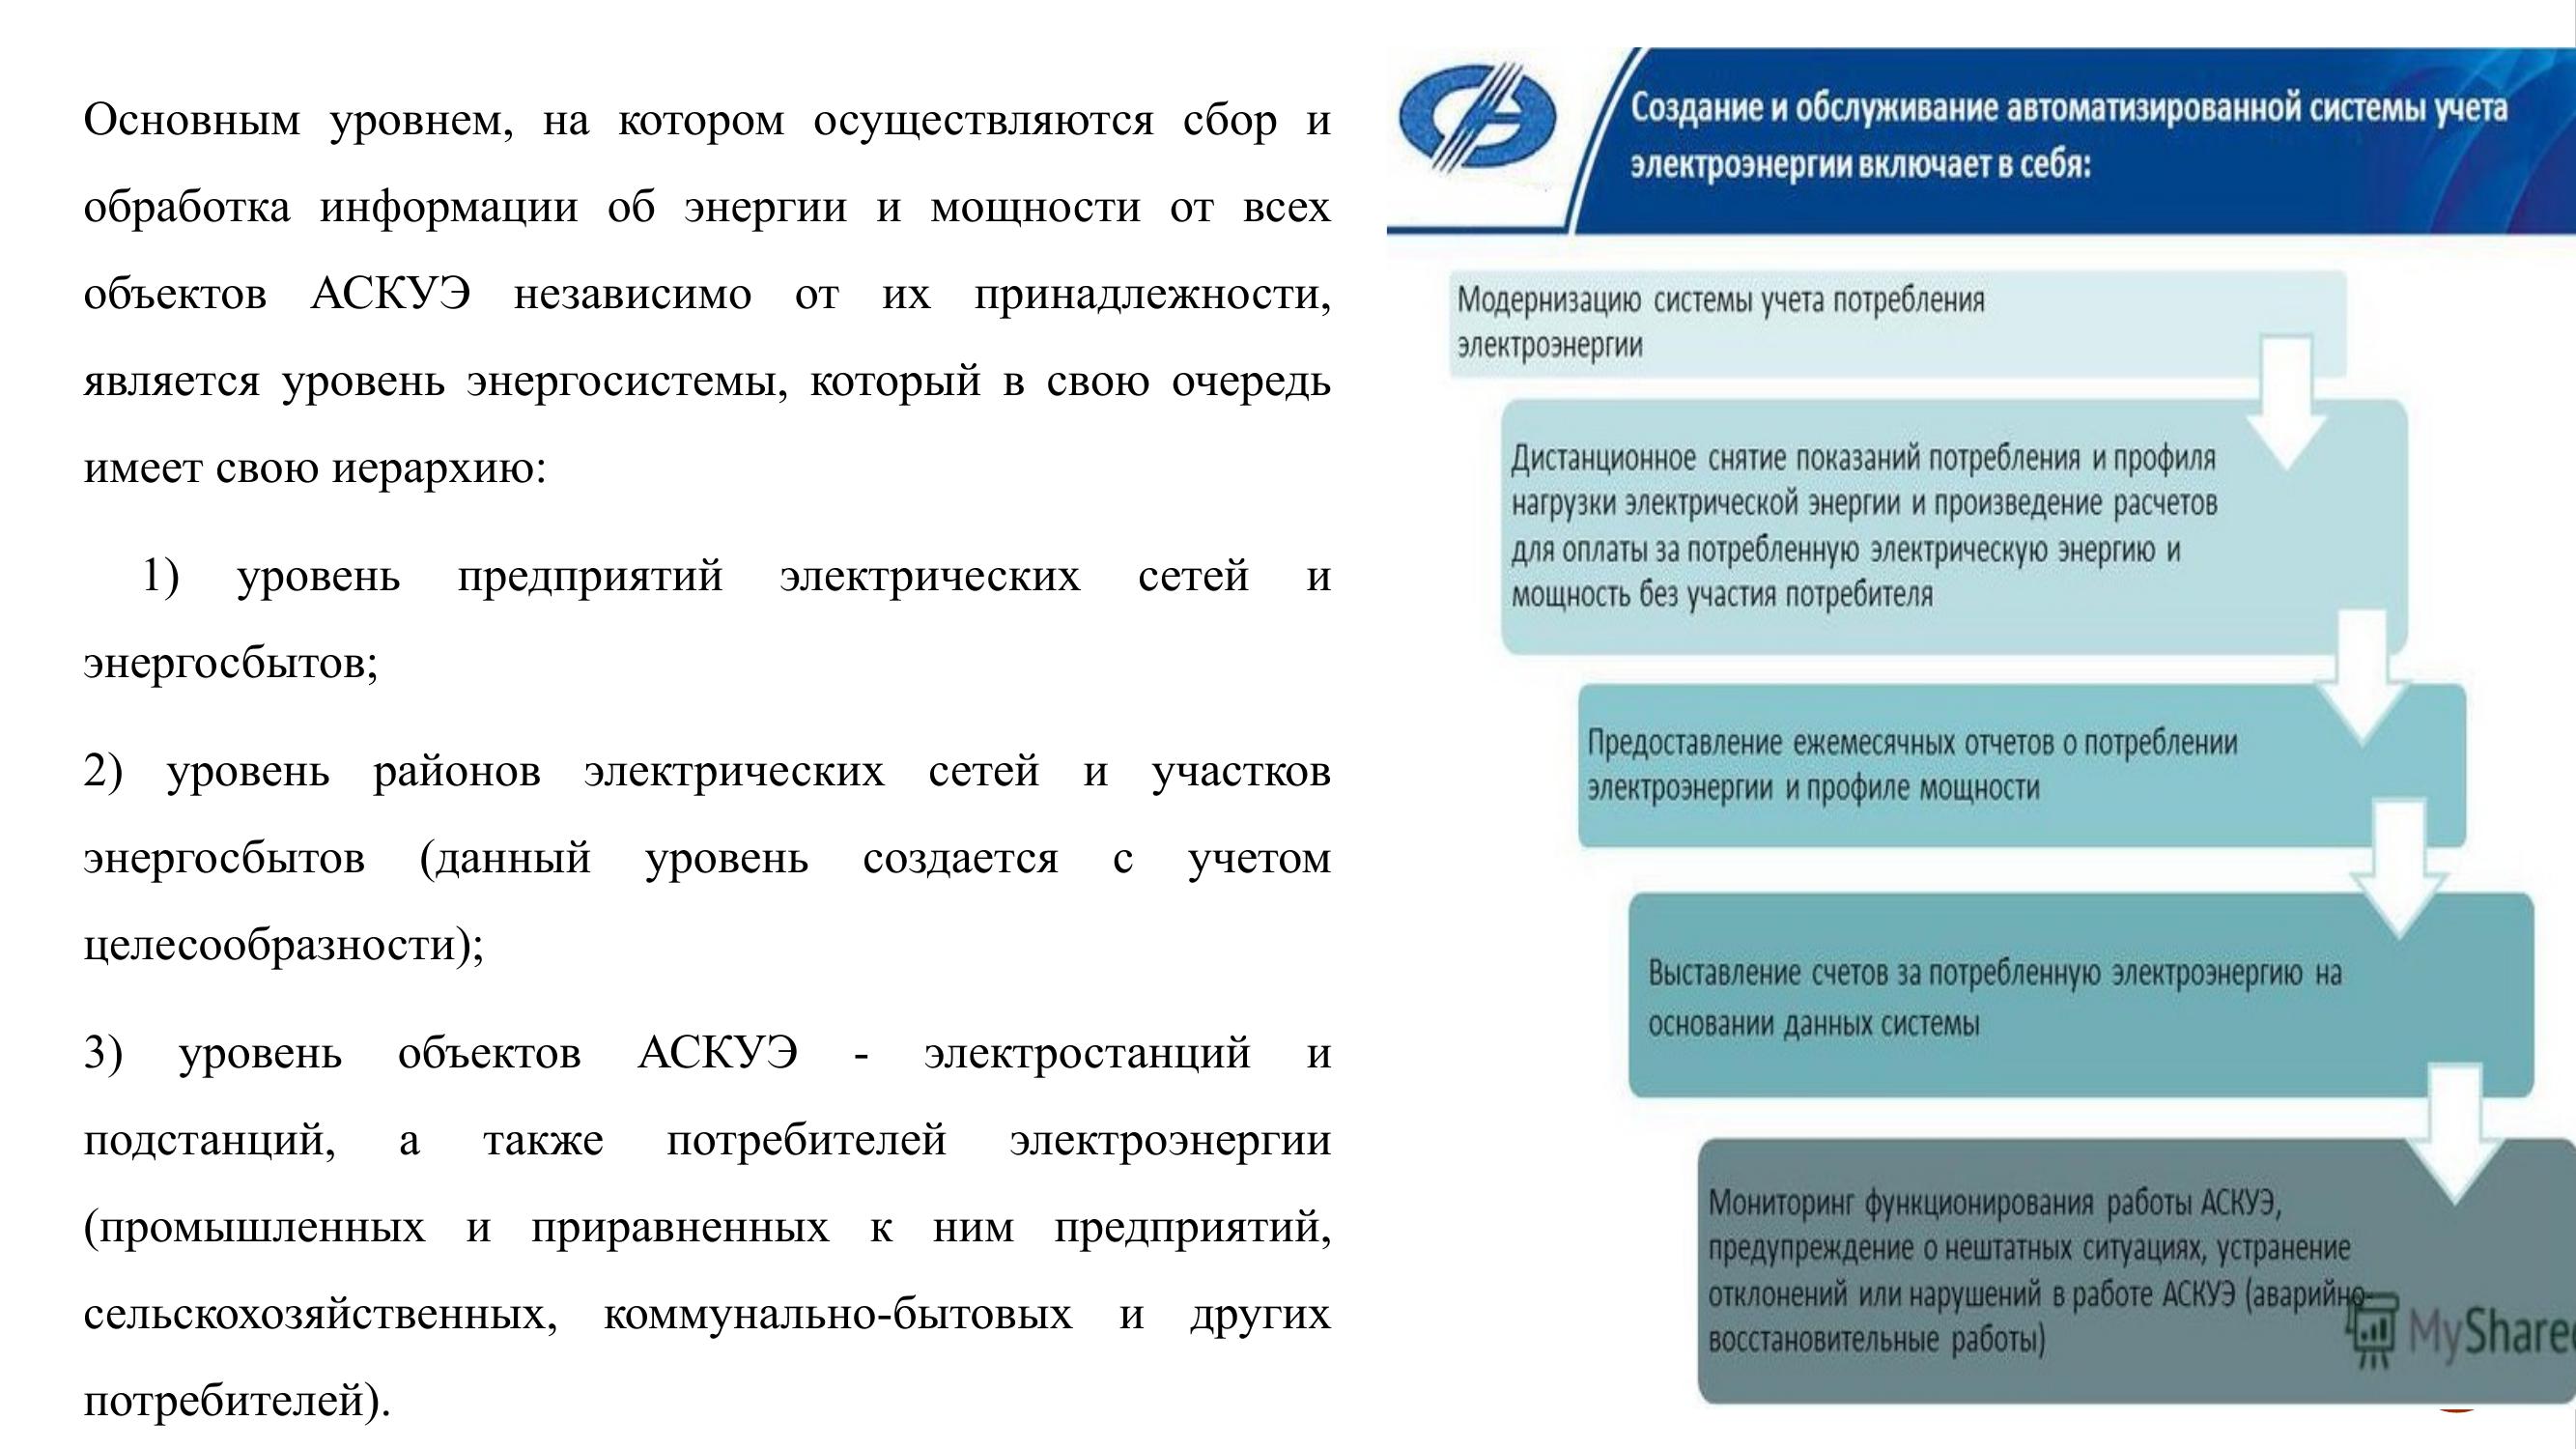 Основным уровнем, на котором осуществляются сбор и
обработка информации об энергии и мощности от всех
объектов АСКУЭ независимо от их принадлежности,
является уровень энергосистемы, который в свою очередь
имеет свою иерархию:
1) уровень предприятий электрических сетей и
энергосбытов;
2) уровень районов электрических сетей и участков
энергосбытов (данный уровень создается с учетом
целесообразности);
3) уровень объектов АСКУЭ - электростанций и
подстанций, а также потребителей электроэнергии
(промышленных и приравненных к ним предприятий,
сельскохозяйственных, коммунально-бытовых и других
потребителей).
Создание и обслуживание автоматизированной системы учета
электроэнергии включает в себя:
Модернизацию системы учета потребления
электроэнергии
Дистанционное снятие показаний потребления и профиля
нагрузки электрической энергии и произведение расчетов
для оплаты за потребленную электрическую энергию и
мощность без участия потребителя
Предоставление ежемесячных отчетов о потреблении
электроэнергии и профиле мощности
Выставление счетов за потребленную электроэнергию на
основании данных системы
Мониторинг функционирования работы АСКУЭ,
предупреждение о нештатных ситуациях, устранение
отклонений или нарушений в работе АСКУЭ (аварийно-
восстановительные работы)